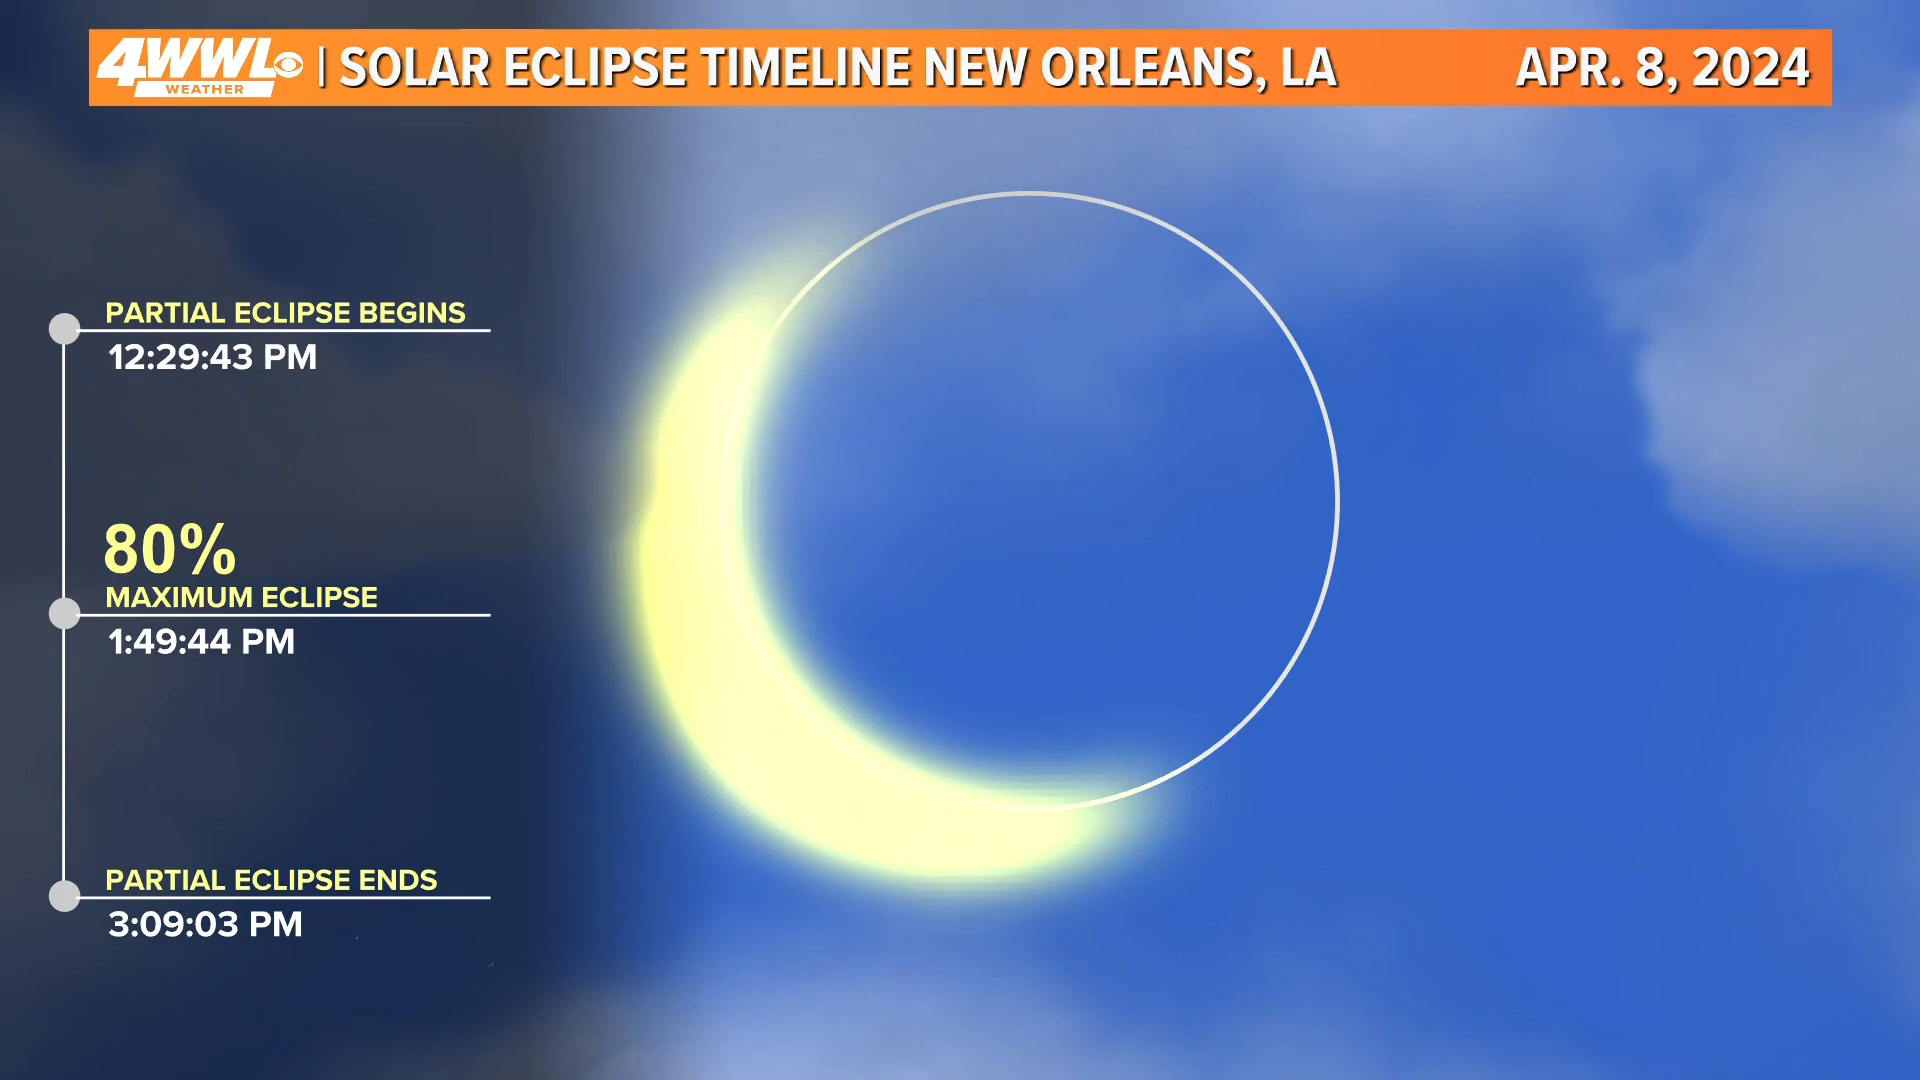 4WWL
WEATHER
| SOLAR ECLIPSE TIMELINE NEW ORLEANS, LA
APR. 8, 2024
PARTIAL ECLIPSE BEGINS
12:29:43 PM
80%
MAXIMUM ECLIPSE
1:49:44 PM
PARTIAL ECLIPSE ENDS
3:09:03 PM